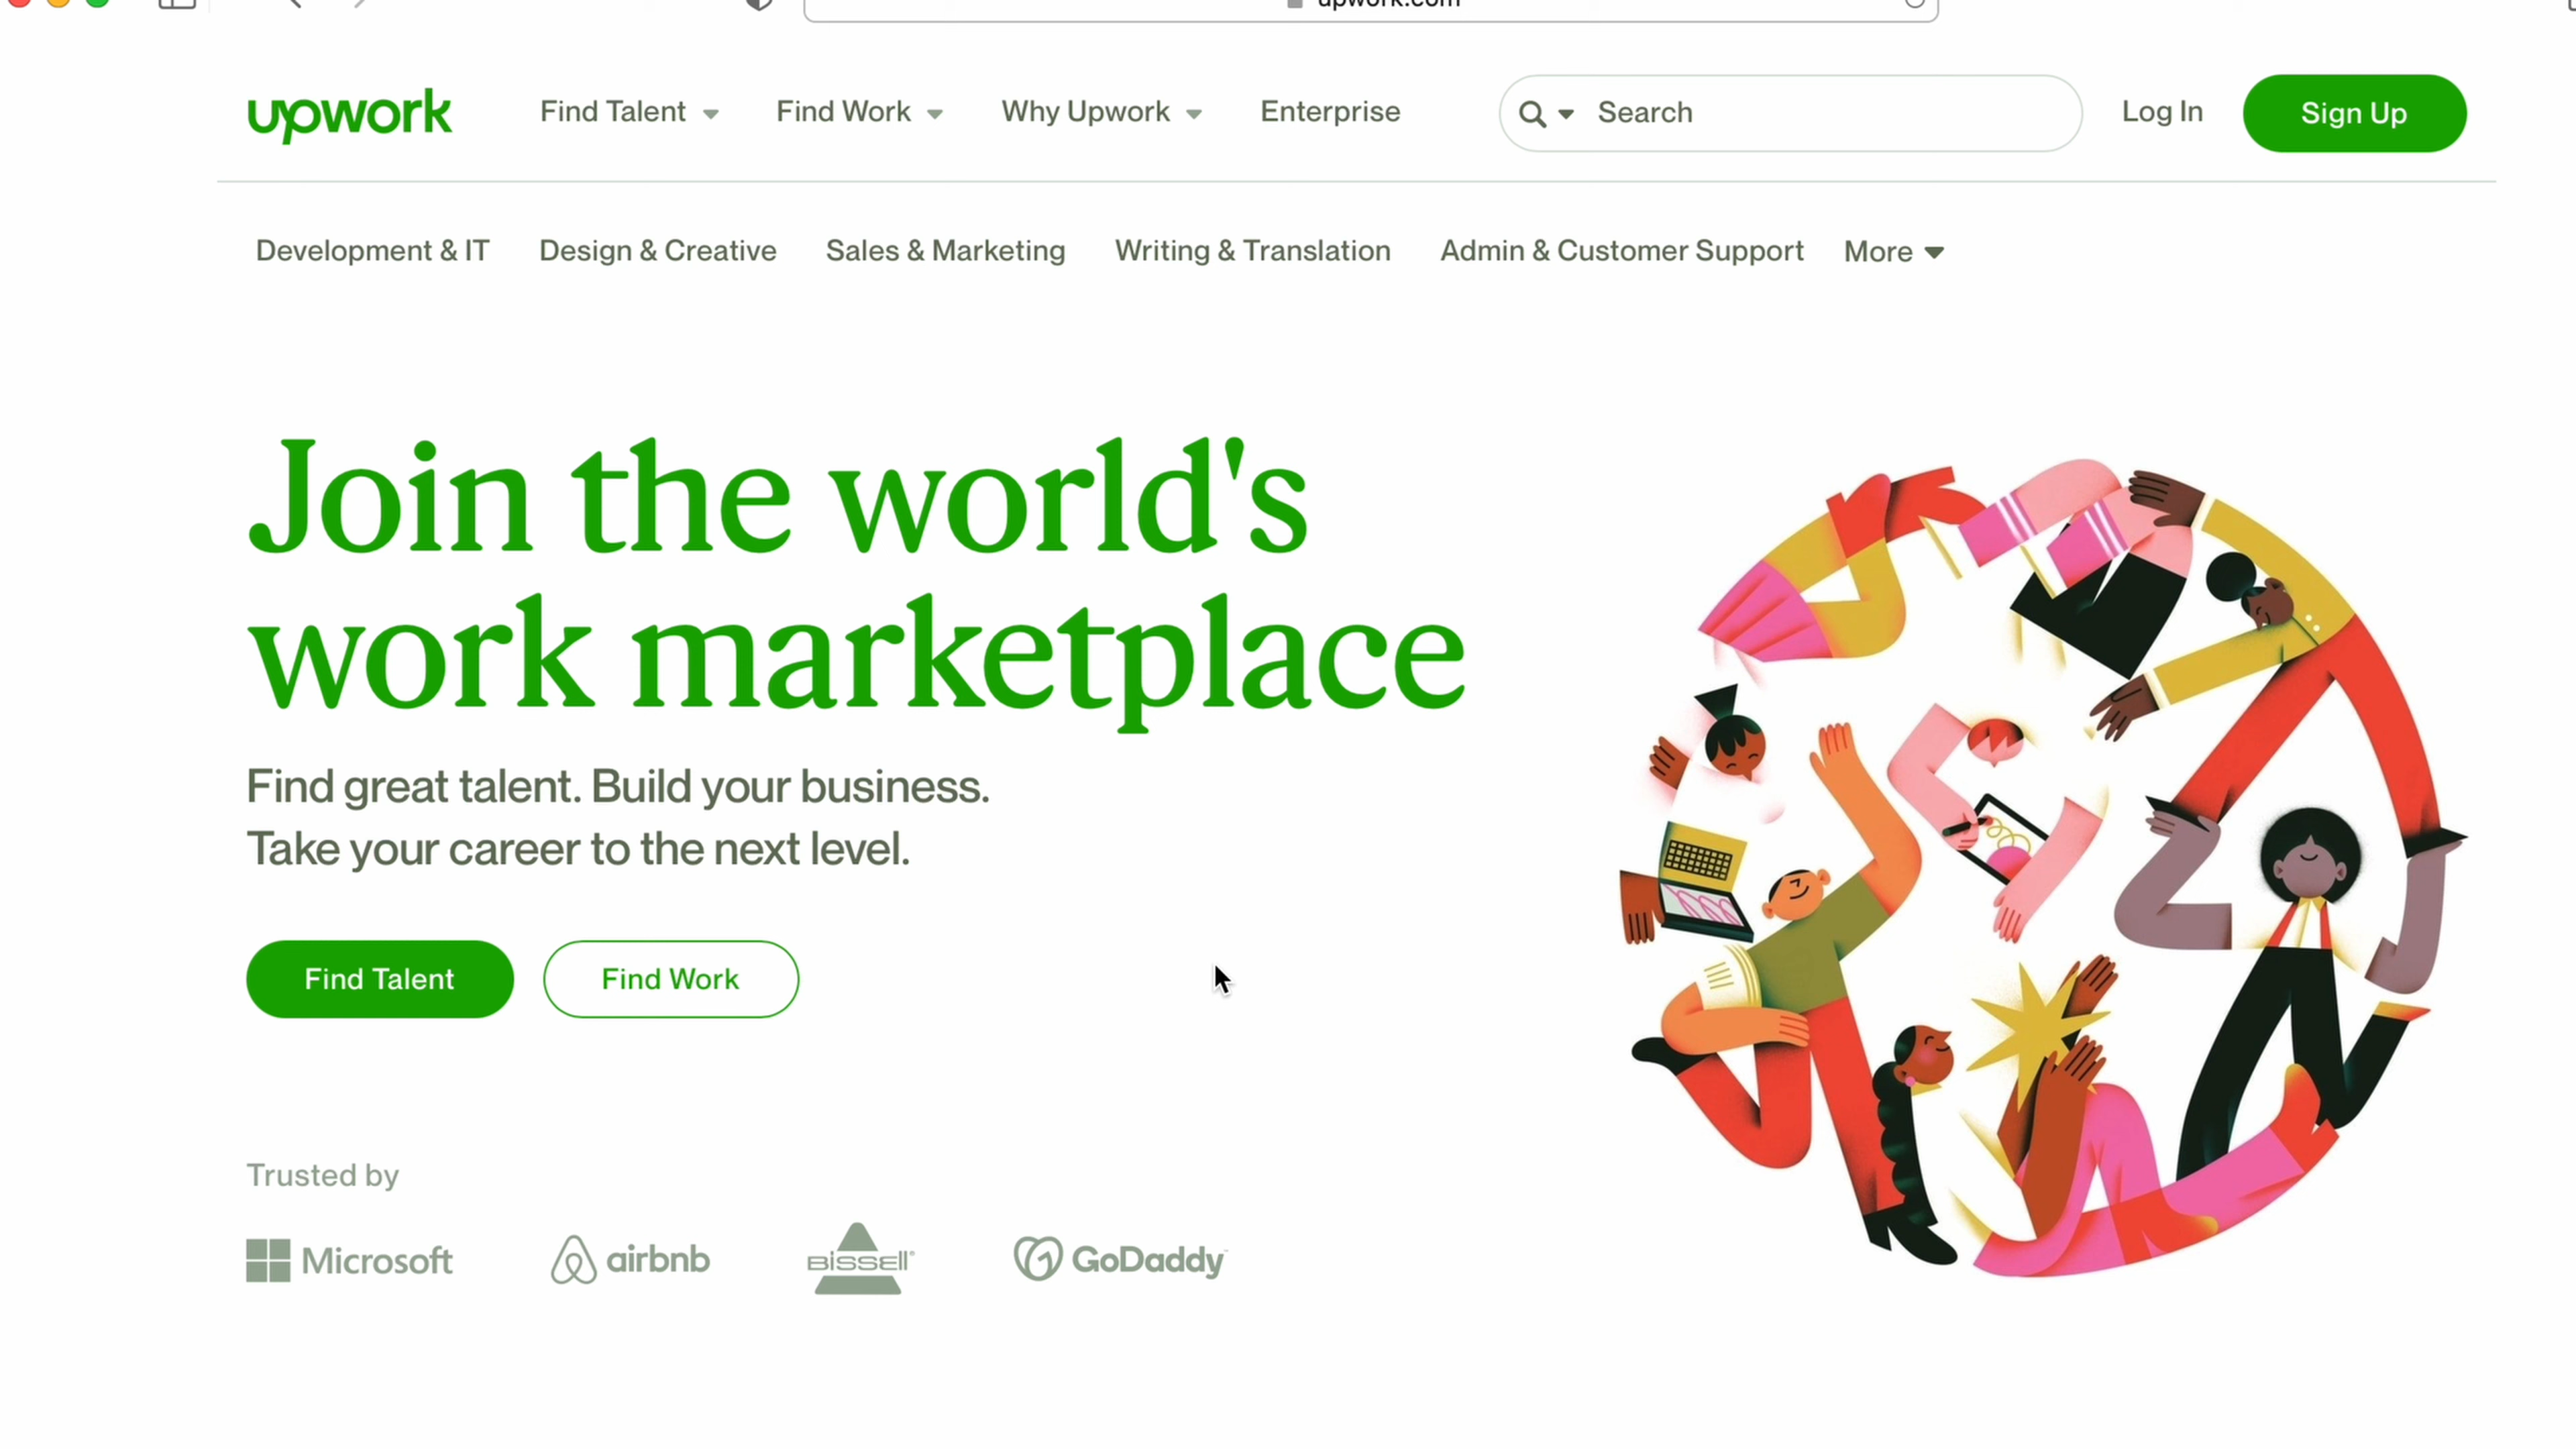 upwork.com
upwork
Find Talent
Find Work
Why Upwork
Enterprise
Search
Log In
Sign Up
Development & IT
Design & Creative
Sales & Marketing
Writing & Translation
Admin & Customer Support
More
Join the world's
work marketplace
Find great talent. Build your business.
Take your career to the next level.
Find Talent
Find Work
Trusted by
Microsoft
airbnb
BISSELL®
GoDaddy